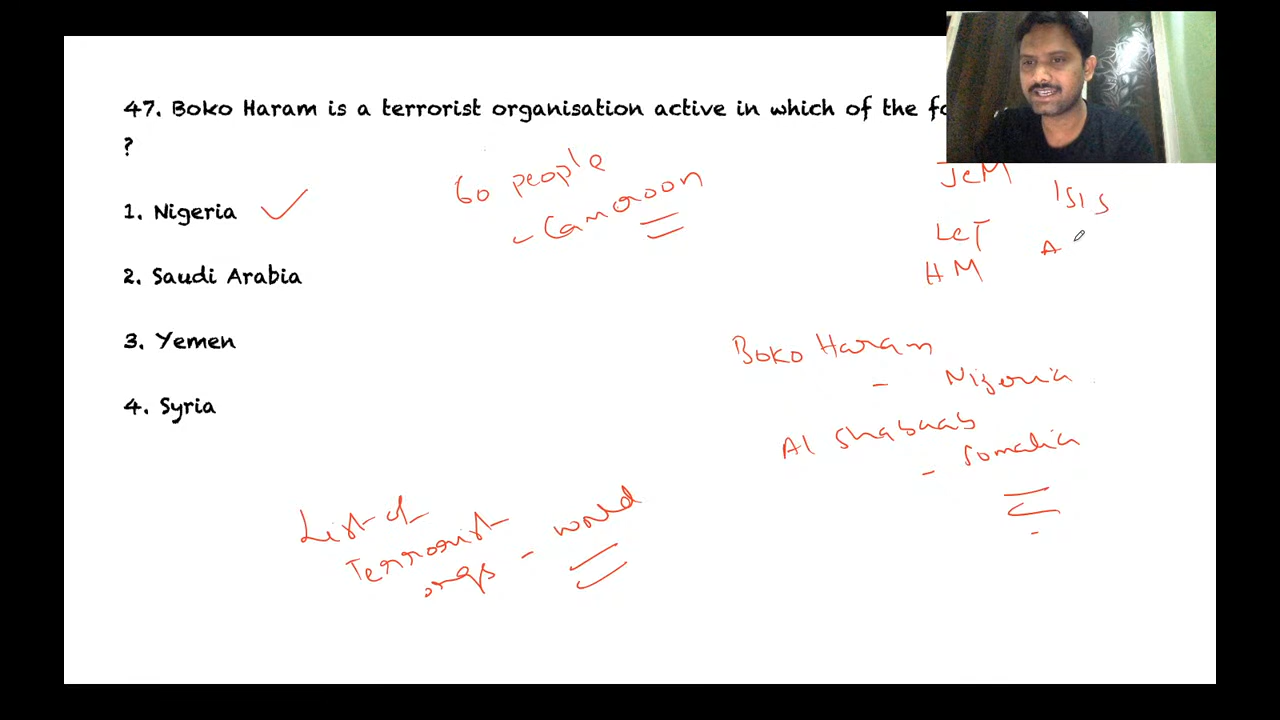 47. Boko Haram is a terrorist organisation active in which of the fo
?
1. Nigeria
2. Saudi Arabia
3. Yemen
4. Syria
60 people
- Cameroon
JeM
ISIS
LeT
A
HM
Boko Haram
- Nigeria
Al Shabaab
- Somalia
List of
Terrorist
orgs - world